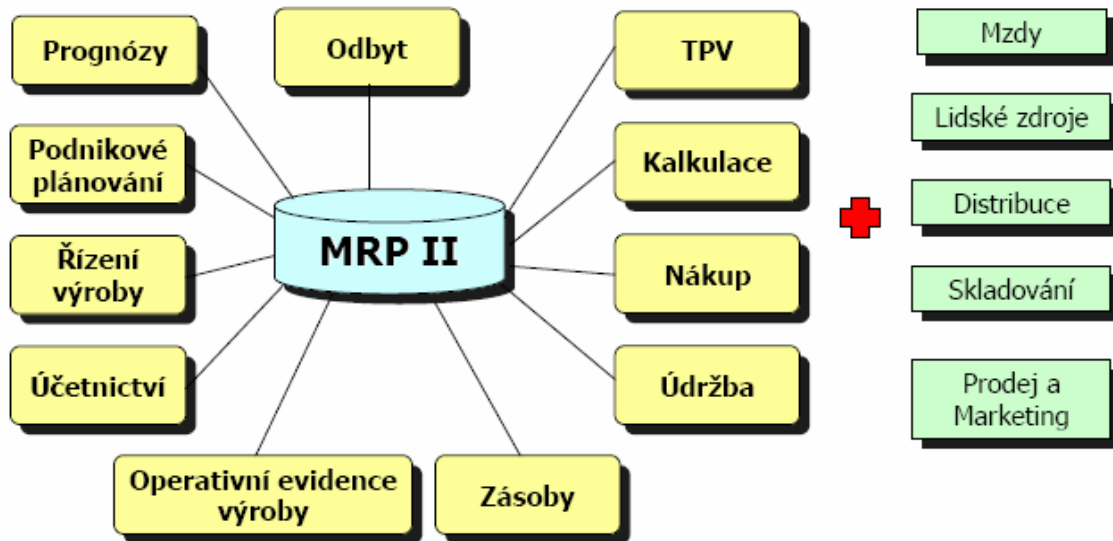 Prognózy
Odbyt
TPV
Mzdy
Podnikové
plánování
Kalkulace
Lidské zdroje
MRP II
Řízení
výroby
Nákup
Distribuce
Skladování
Účetnictví
Údržba
Prodej a
Marketing
Operativní evidence
výroby
Zásoby